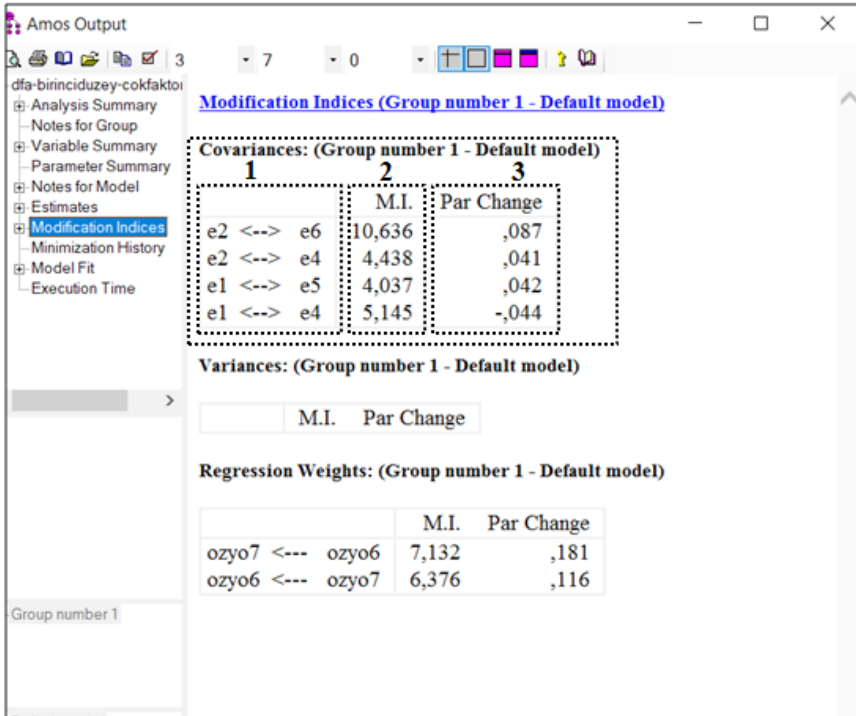 Amos Output
3 7 0
dfa-birinciduzey-cokfaktor
Analysis Summary
Notes for Group
Variable Summary
Parameter Summary
Notes for Model
Estimates
Modification Indices
Minimization History
Model Fit
Execution Time
Group number 1
Modification Indices (Group number 1 - Default model)
Covariances: (Group number 1 - Default model)
1 2 3
M.I. Par Change
e2 <--> e6 10,636 ,087
e2 <--> e4 4,438 ,041
e1 <--> e5 4,037 ,042
e1 <--> e4 5,145 -,044
Variances: (Group number 1 - Default model)
M.I. Par Change
Regression Weights: (Group number 1 - Default model)
M.I. Par Change
ozyo7 <--- ozyo6 7,132 ,181
ozyo6 <--- ozyo7 6,376 ,116